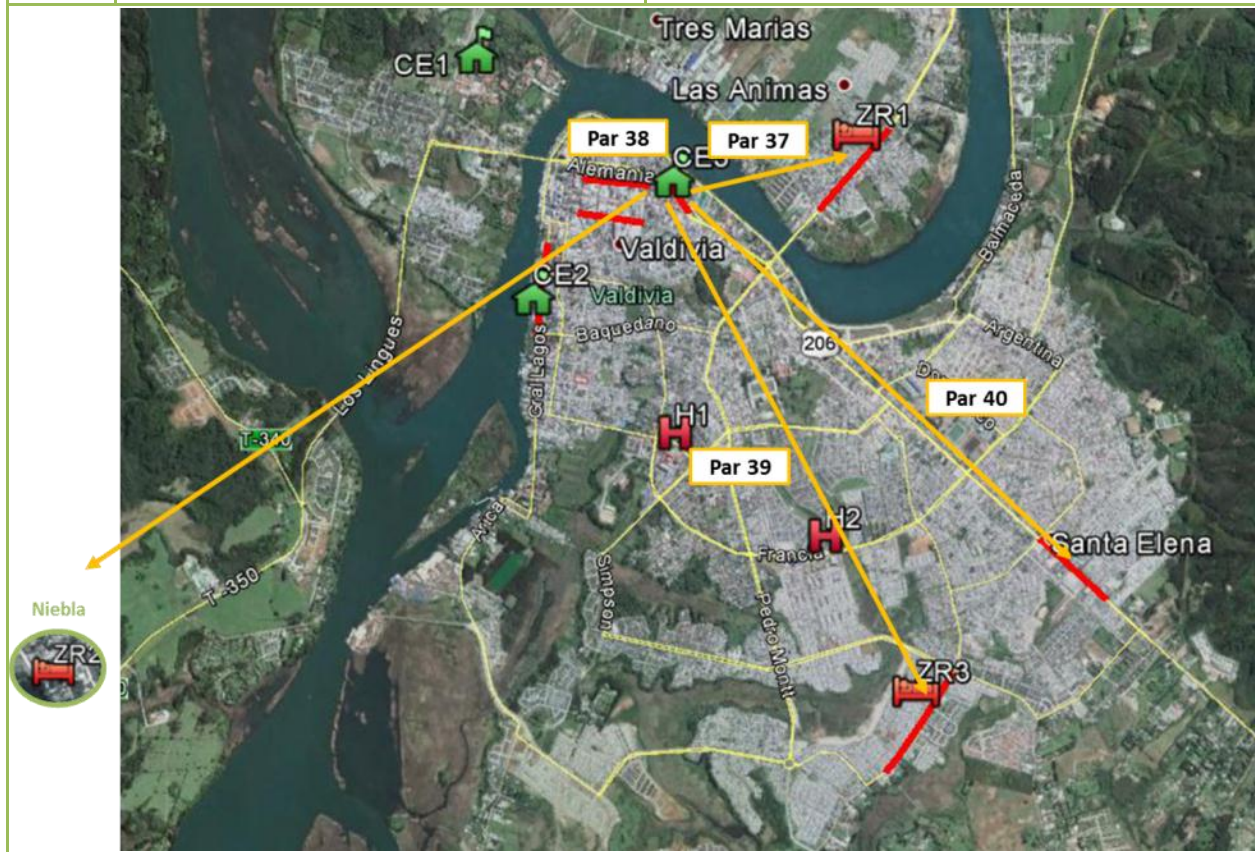 Tres Marias
CE1
Las Animas
ZR1
Par 38
Par 37
CE3
Alemania
Balmaceda
Valdivia
CE2
Valdivia
Baquedano
206
Argentina
Los Lingues
Gral Lagos
Par 40
H1
T-340
Par 39
Arica
H2
Santa Elena
Francia
T-350
Simpson
Pedro Montt
Niebla
ZR2
ZR3